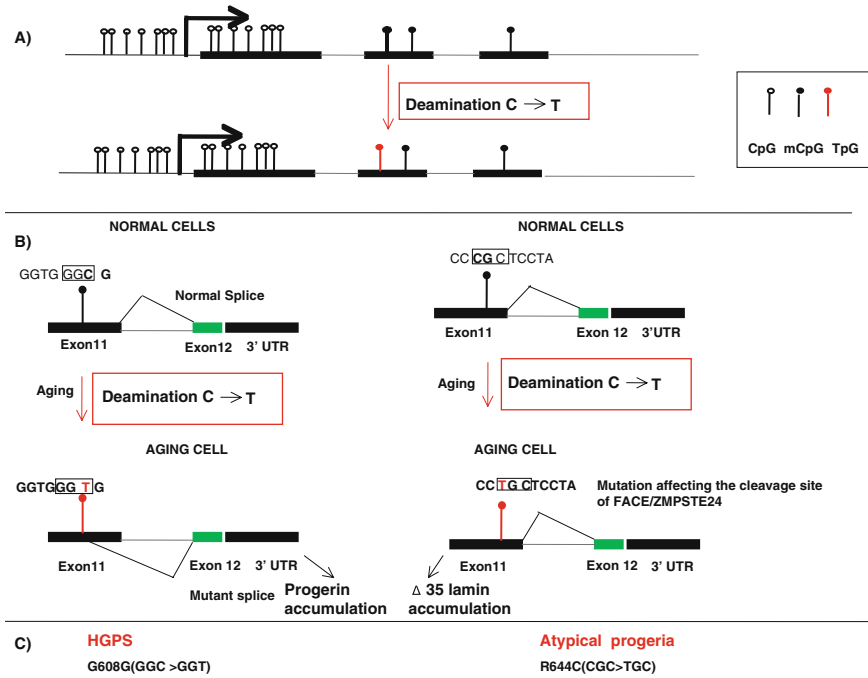 A)
Deamination C → T
CpG mCpG TpG
B)
NORMAL CELLS
NORMAL CELLS
GGTG GGC G
CC CG C TCCTA
Normal Splice
Exon11
Exon12
3' UTR
Exon11
Exon 12
3'UTR
Aging
Deamination C → T
Aging
Deamination C → T
AGING CELL
AGING CELL
GGTGGG T G
CC TG CTCCTA
Mutation affecting the cleavage site
of FACE/ZMPSTE24
Exon11
Exon 12
3' UTR
Exon11
Exon 12
3' UTR
Mutant splice
Progerin
accumulation
Δ 35 lamin
accumulation
C)
HGPS
Atypical progeria
G608G(GGC >GGT)
R644C(CGC>TGC)